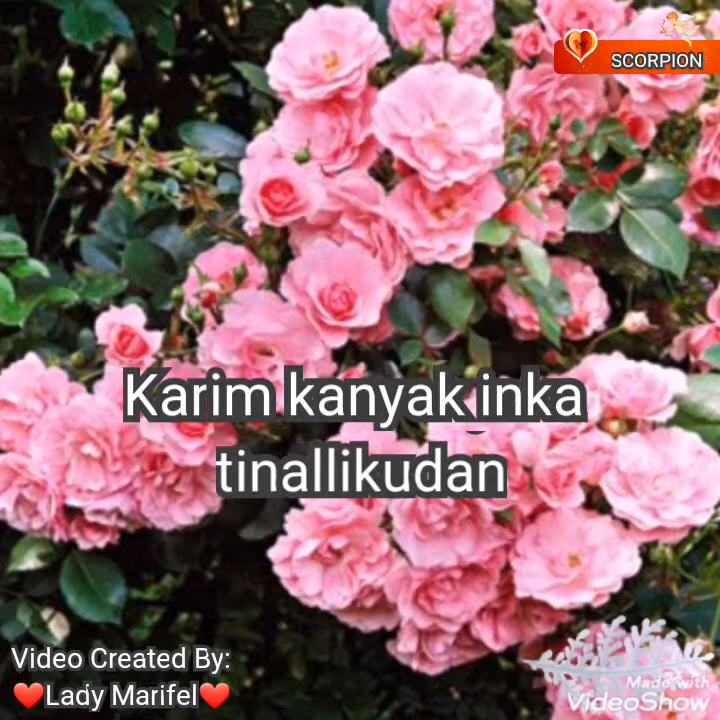 SCORPION
Karim kanyak inka
tinallikudan
Video Created By:
❤️Lady Marifel❤️
Made with
VideoShow